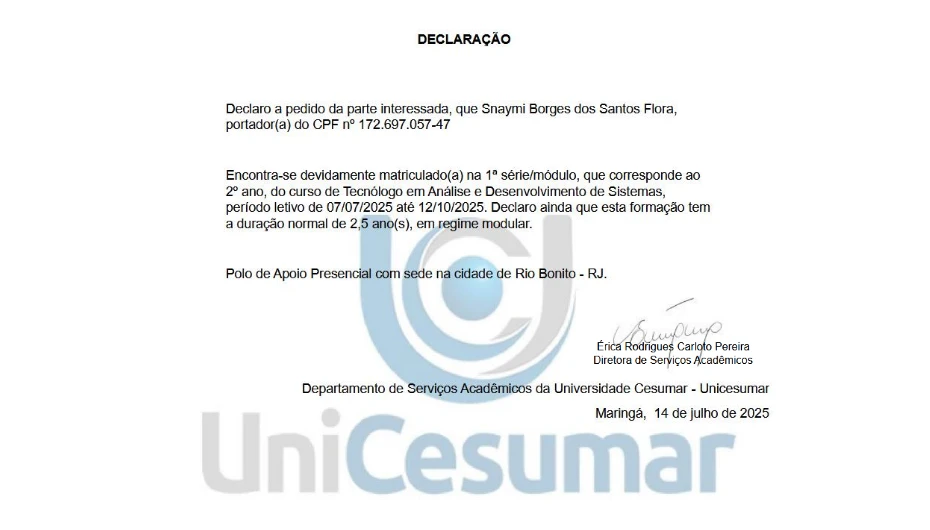 DECLARAÇÃO
Declaro a pedido da parte interessada, que Snaymi Borges dos Santos Flora,
portador(a) do CPF nº 172.697.057-47
Encontra-se devidamente matriculado(a) na 1ª série/módulo, que corresponde ao
2º ano, do curso de Tecnólogo em Análise e Desenvolvimento de Sistemas,
período letivo de 07/07/2025 até 12/10/2025. Declaro ainda que esta formação tem
a duração normal de 2,5 ano(s), em regime modular.
Polo de Apoio Presencial com sede na cidade de Rio Bonito - RJ.
Érica Rodrigues Carloto Pereira
Diretora de Serviços Acadêmicos
Departamento de Serviços Acadêmicos da Universidade Cesumar - Unicesumar
Maringá, 14 de julho de 2025
UniCesumar